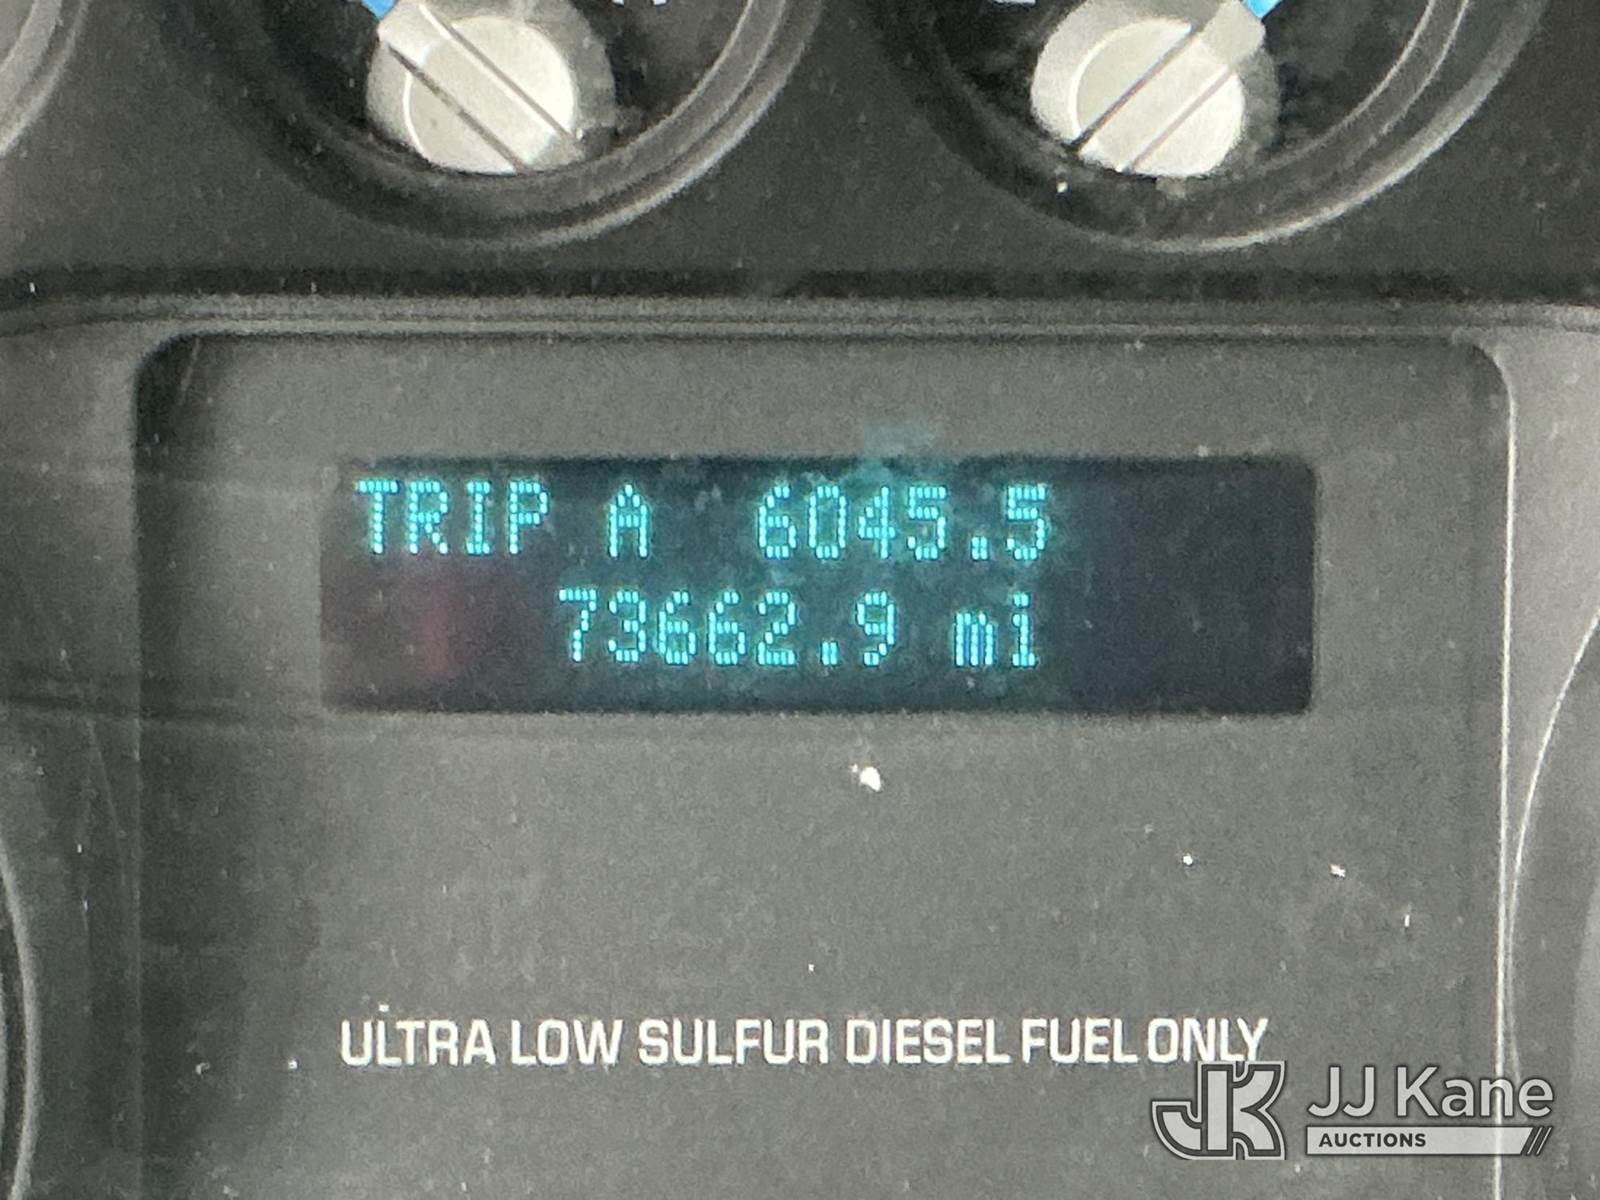 TRIP A 6045.5
73662.9 mi
ULTRA LOW SULFUR DIESEL FUEL ONLY
JK JJ Kane
AUCTIONS